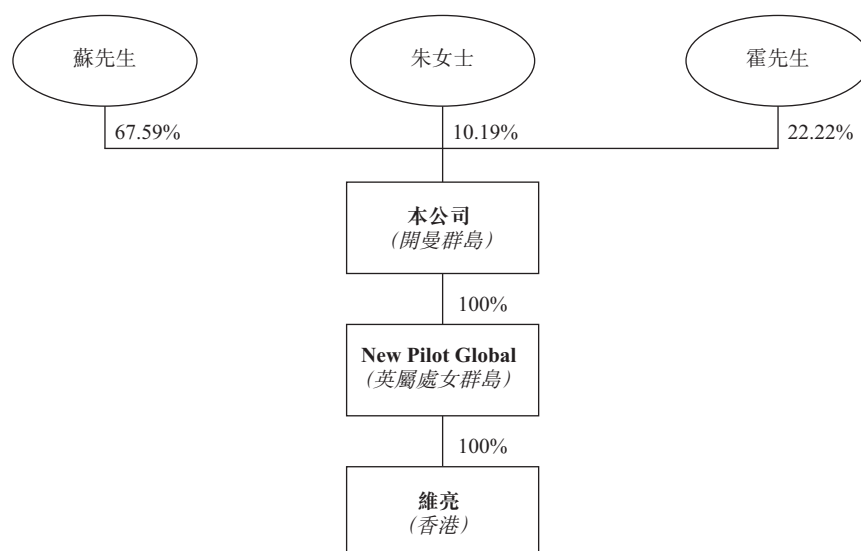 蘇先生
朱女士
霍先生
67.59%
10.19%
22.22%
本公司
（開曼群島）
100%
New Pilot Global
（英屬處女群島）
100%
維亮
（香港）